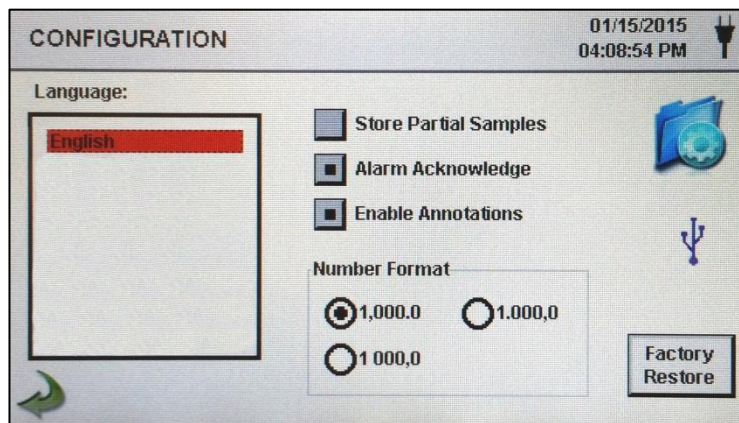 CONFIGURATION
01/15/2015
04:08:54 PM
Language:
English
Store Partial Samples
Alarm Acknowledge
Enable Annotations
Number Format
1,000.0
1.000,0
1 000,0
Factory
Restore